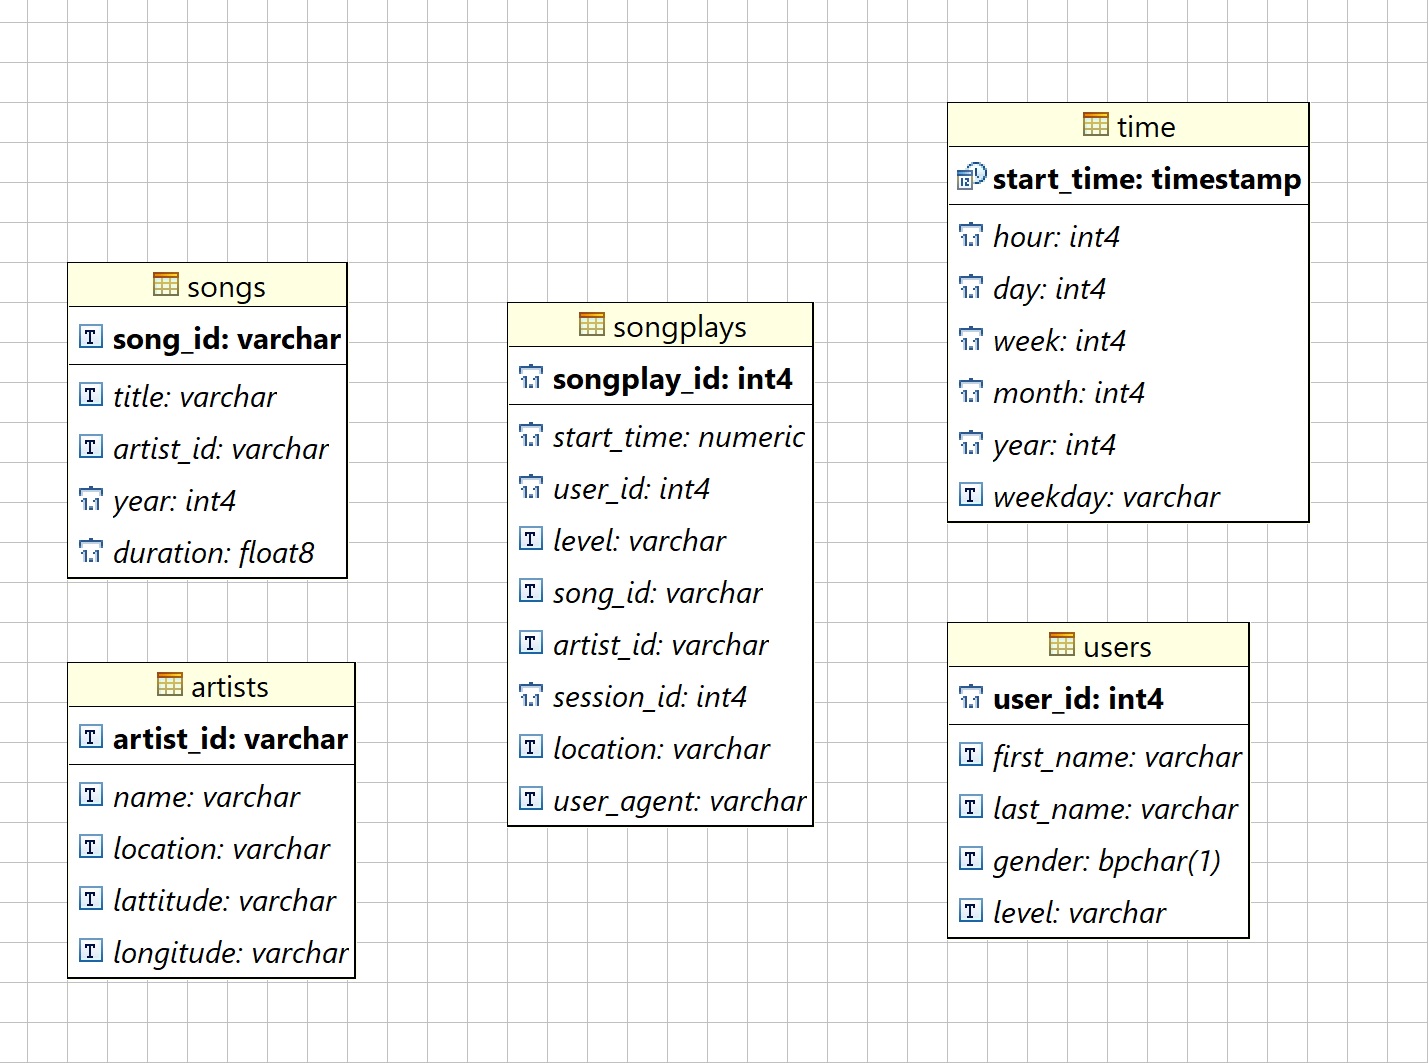 songs
song_id: varchar
title: varchar
artist_id: varchar
year: int4
duration: float8
artists
artist_id: varchar
name: varchar
location: varchar
lattitude: varchar
longitude: varchar
songplays
songplay_id: int4
start_time: numeric
user_id: int4
level: varchar
song_id: varchar
artist_id: varchar
session_id: int4
location: varchar
user_agent: varchar
time
start_time: timestamp
hour: int4
day: int4
week: int4
month: int4
year: int4
weekday: varchar
users
user_id: int4
first_name: varchar
last_name: varchar
gender: bpchar(1)
level: varchar